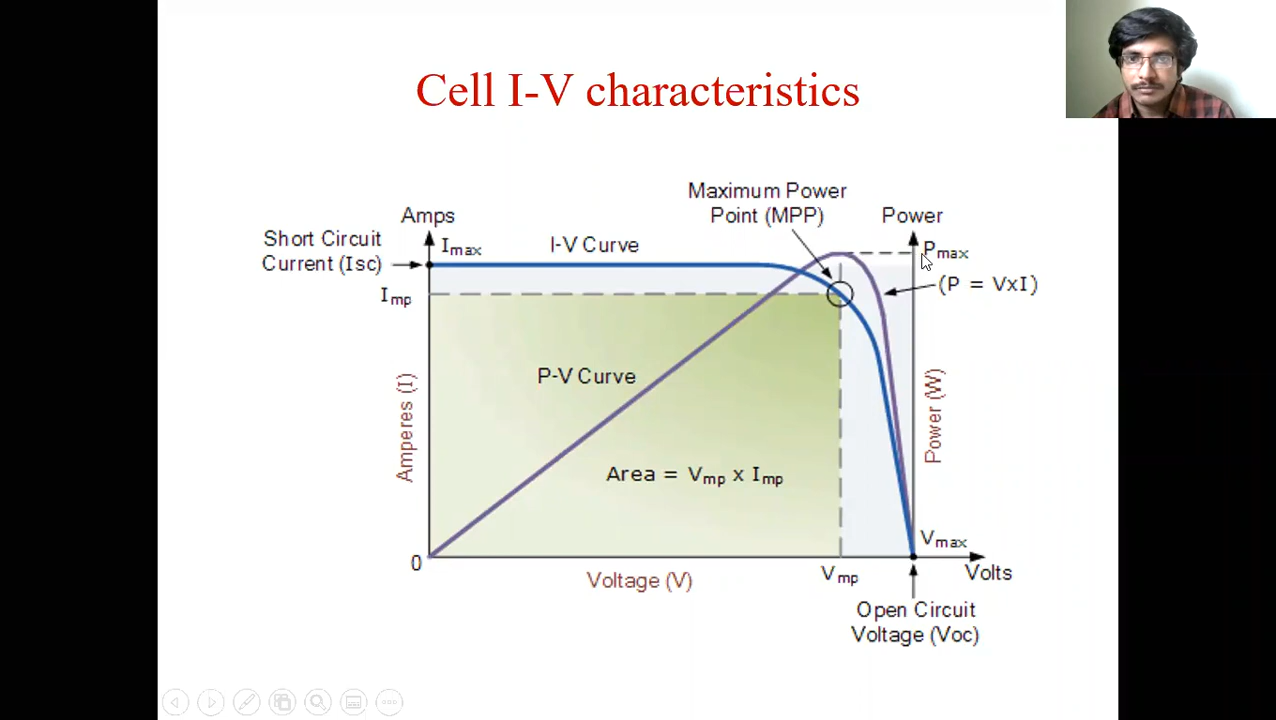 Cell I-V characteristics
Maximum Power
Point (MPP)
Amps
Power
Short Circuit
Current (Isc)
Imax
I-V Curve
Pmax
(P = VxI)
Imp
P-V Curve
Amperes (I)
Power (W)
Area = Vmp x Imp
Vmax
0
Voltage (V)
Vmp
Volts
Open Circuit
Voltage (Voc)